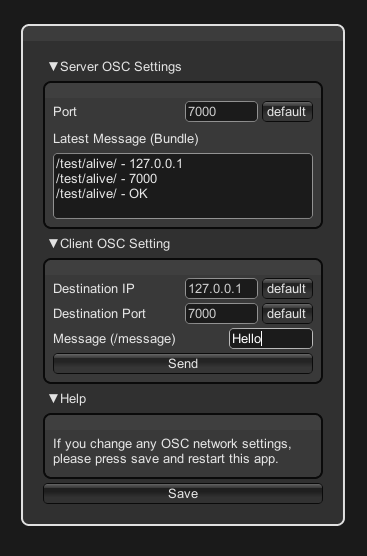 ▼Server OSC Settings
Port 7000 default
Latest Message (Bundle)
/test/alive/ - 127.0.0.1
/test/alive/ - 7000
/test/alive/ - OK
▼Client OSC Setting
Destination IP 127.0.0.1 default
Destination Port 7000 default
Message (/message) Hello
Send
▼Help
If you change any OSC network settings,
please press save and restart this app.
Save